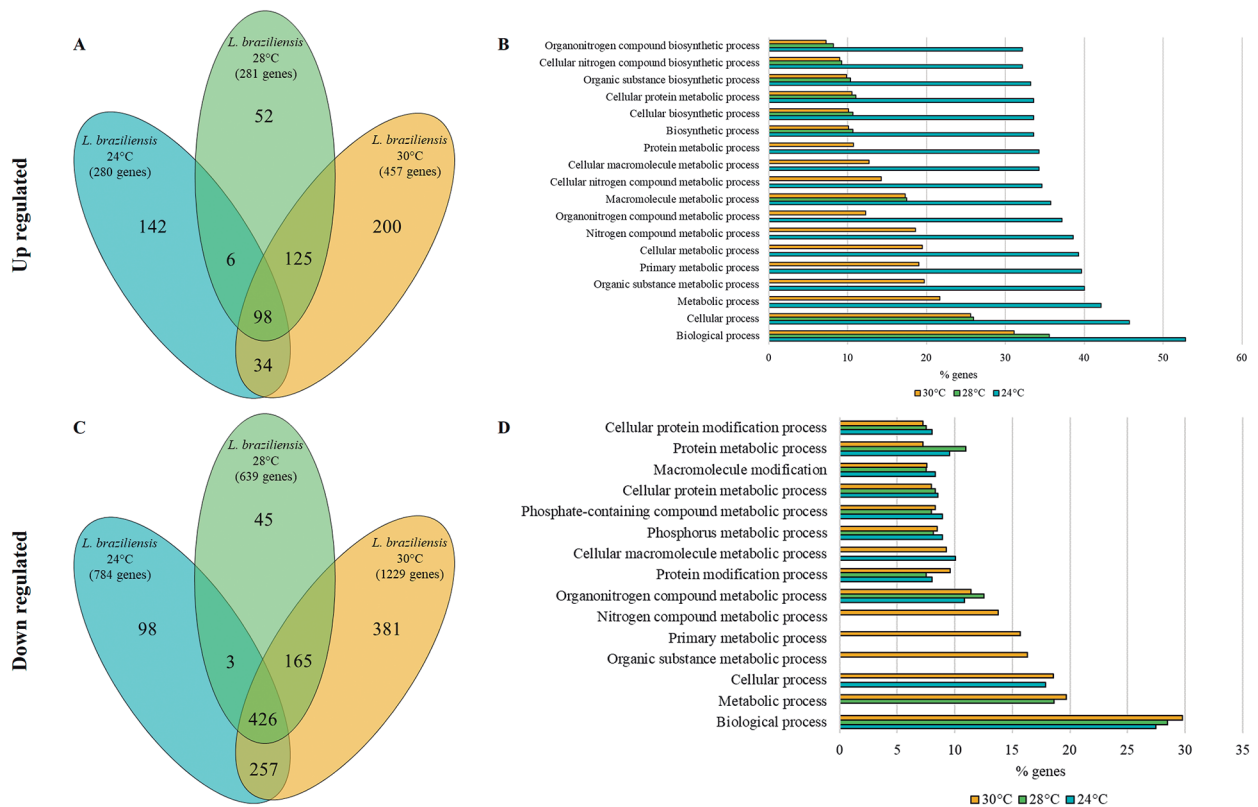 Up regulated
A
L. braziliensis
28°C
(281 genes)
52
L. braziliensis
24°C
(280 genes)
L. braziliensis
30°C
(457 genes)
142
200
6
125
98
34
B
Organonitrogen compound biosynthetic process
Cellular nitrogen compound biosynthetic process
Organic substance biosynthetic process
Cellular protein metabolic process
Cellular biosynthetic process
Biosynthetic process
Protein metabolic process
Cellular macromolecule metabolic process
Cellular nitrogen compound metabolic process
Macromolecule metabolic process
Organonitrogen compound metabolic process
Nitrogen compound metabolic process
Cellular metabolic process
Primary metabolic process
Organic substance metabolic process
Metabolic process
Cellular process
Biological process
0 10 20 30 40 50 60
% genes
30°C 28°C 24°C
Down regulated
C
L. braziliensis
28°C
(639 genes)
45
L. braziliensis
24°C
(784 genes)
L. braziliensis
30°C
(1229 genes)
98
381
3
165
426
257
D
Cellular protein modification process
Protein metabolic process
Macromolecule modification
Cellular protein metabolic process
Phosphate-containing compound metabolic process
Phosphorus metabolic process
Cellular macromolecule metabolic process
Protein modification process
Organonitrogen compound metabolic process
Nitrogen compound metabolic process
Primary metabolic process
Organic substance metabolic process
Cellular process
Metabolic process
Biological process
0 5 10 15 20 25 30 35
% genes
30°C 28°C 24°C